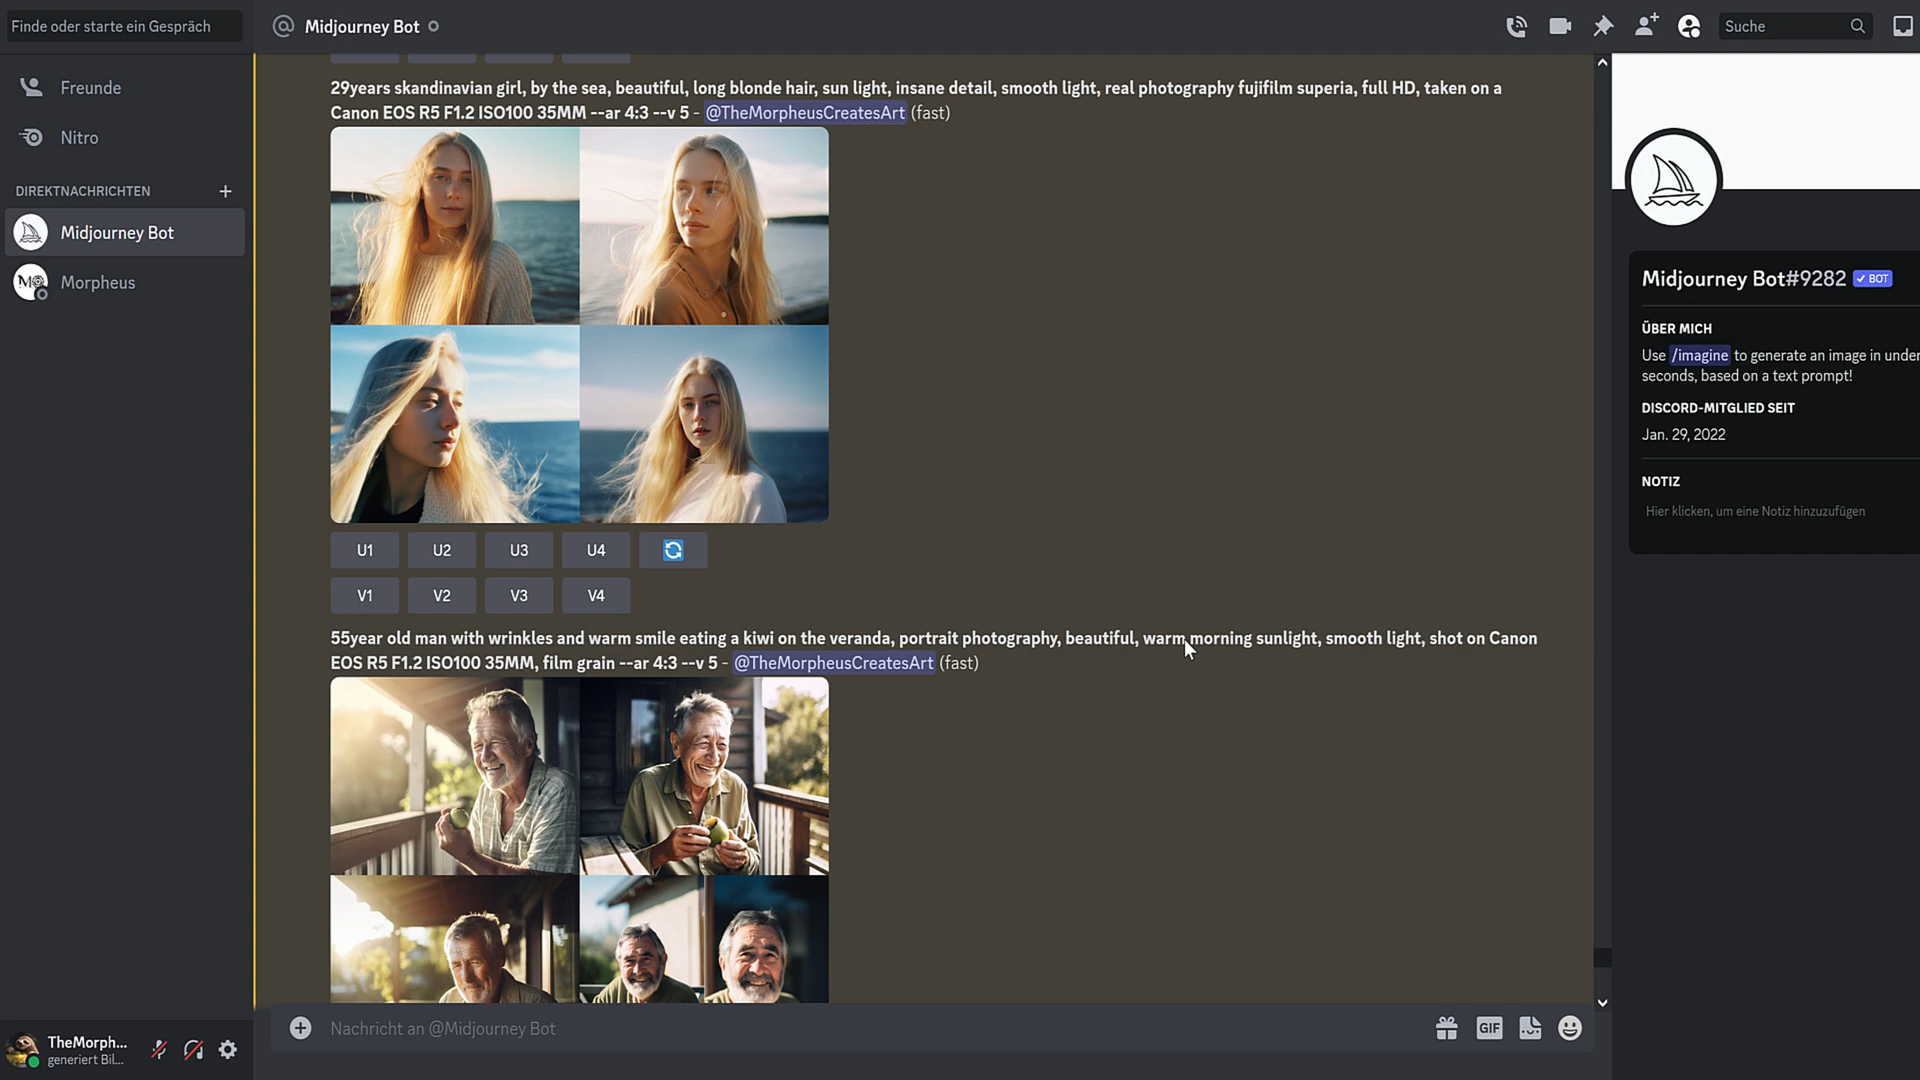 Finde oder starte ein Gespräch
Midjourney Bot
Suche
Freunde
Nitro
DIREKTNACHRICHTEN
Midjourney Bot
Morpheus
29years skandinavian girl, by the sea, beautiful, long blonde hair, sun light, insane detail, smooth light, real photography fujifilm superia, full HD, taken on a
Canon EOS R5 F1.2 ISO100 35MM --ar 4:3 --v 5 - @TheMorpheusCreatesArt (fast)
U1 U2 U3 U4
V1 V2 V3 V4
55year old man with wrinkles and warm smile eating a kiwi on the veranda, portrait photography, beautiful, warm morning sunlight, smooth light, shot on Canon
EOS R5 F1.2 ISO100 35MM, film grain --ar 4:3 --v 5 - @TheMorpheusCreatesArt (fast)
Nachricht an @Midjourney Bot
GIF
TheMorph...
generiert Bil...
Midjourney Bot#9282 BOT
ÜBER MICH
Use /imagine to generate an image in under
seconds, based on a text prompt!
DISCORD-MITGLIED SEIT
Jan. 29, 2022
NOTIZ
Hier klicken, um eine Notiz hinzuzufügen